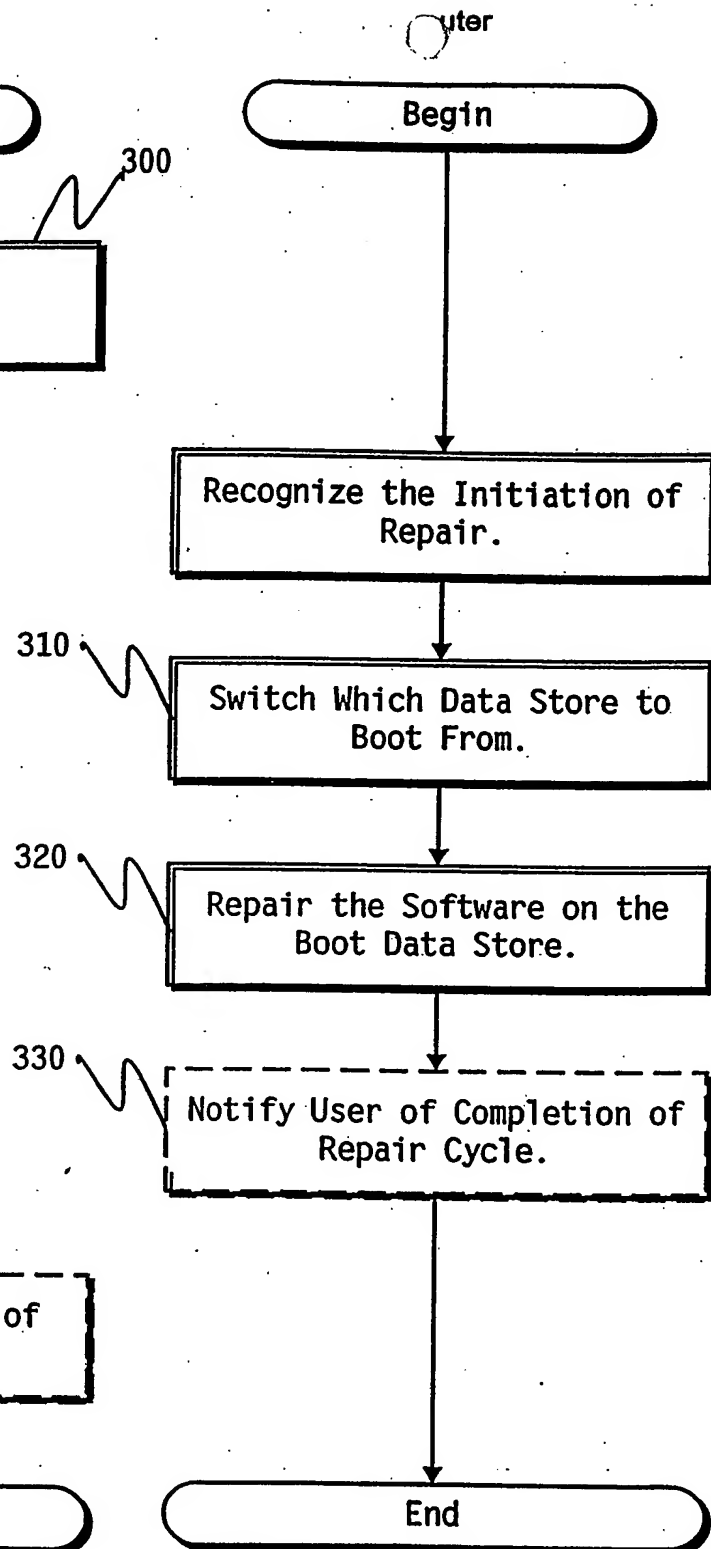 uter
Begin
300
Recognize the Initiation of
Repair.
310
Switch Which Data Store to
Boot From.
320
Repair the Software on the
Boot Data Store.
330
Notify User of Completion of
Repair Cycle.
of
End